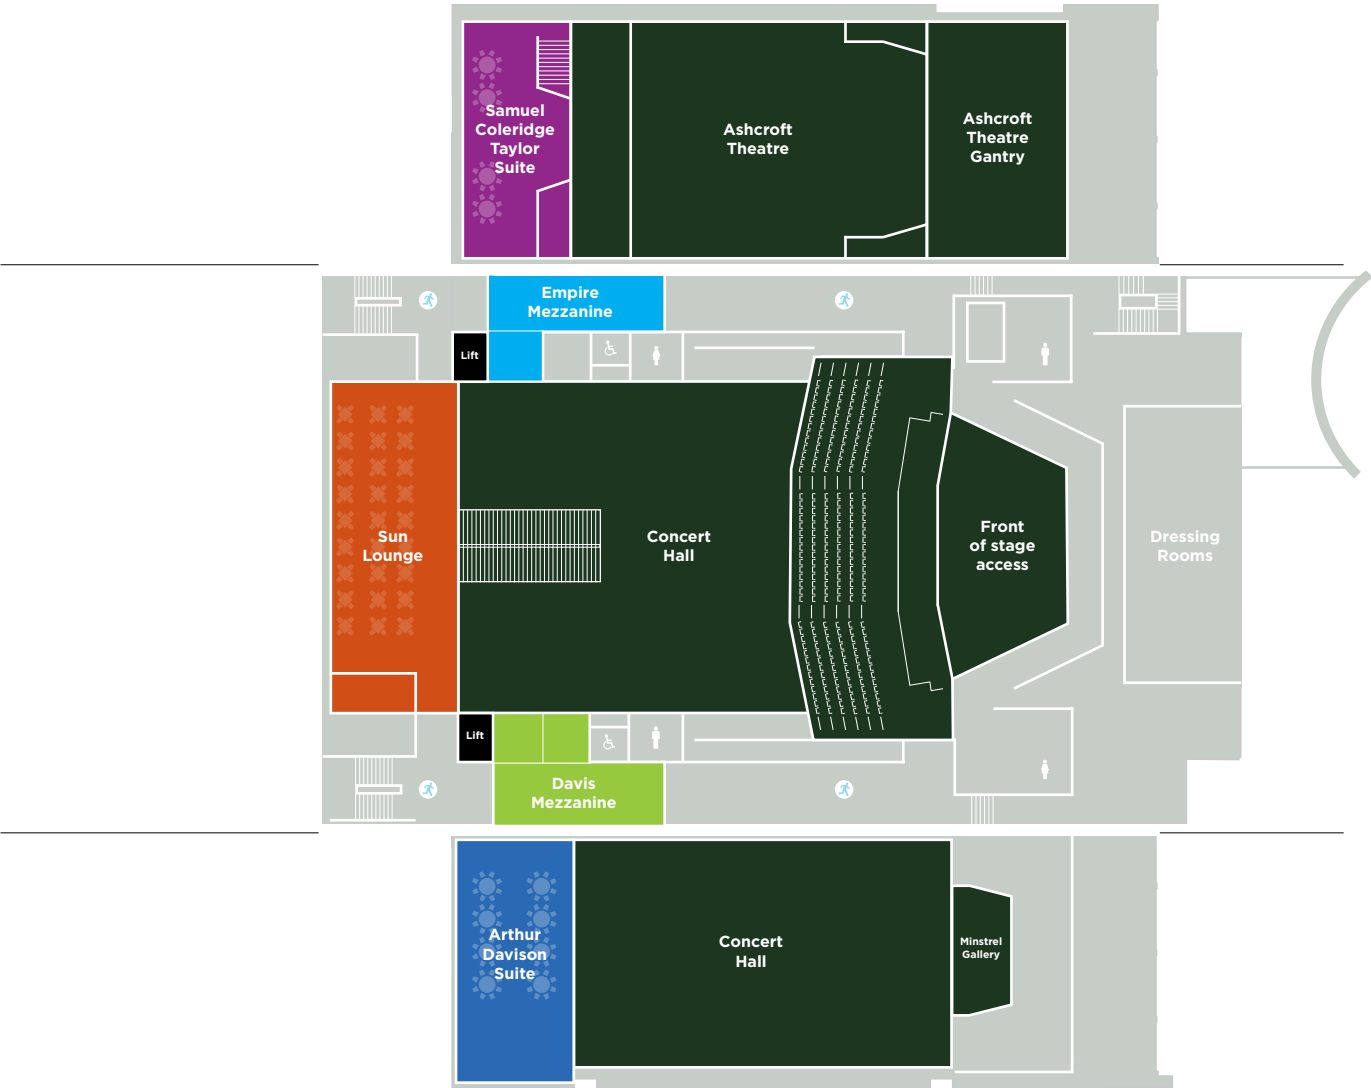 Samuel
Coleridge
Taylor
Suite
Ashcroft
Theatre
Ashcroft
Theatre
Gantry
Empire
Mezzanine
Lift
Sun
Lounge
Concert
Hall
Front
of stage
access
Dressing
Rooms
Lift
Davis
Mezzanine
Arthur
Davison
Suite
Concert
Hall
Minstrel
Gallery